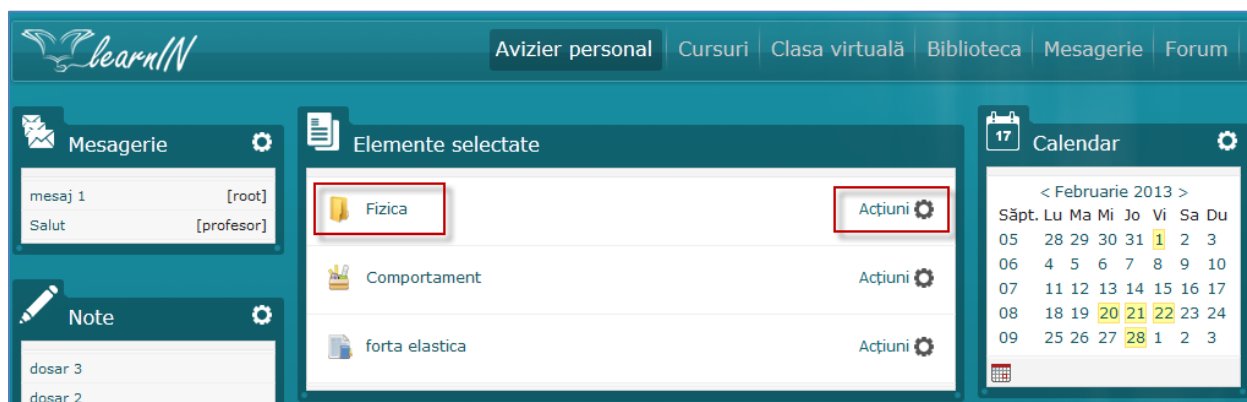 learnIN
Avizier personal Cursuri Clasa virtuală Biblioteca Mesagerie Forum
Mesagerie
mesaj 1 [root]
Salut [profesor]
Note
dosar 3
dosar 2
Elemente selectate
Fizica Acțiuni
Comportament Acțiuni
forta elastica Acțiuni
17 Calendar
< Februarie 2013 >
Săpt. Lu Ma Mi Jo Vi Sa Du
05 28 29 30 31 1 2 3
06 4 5 6 7 8 9 10
07 11 12 13 14 15 16 17
08 18 19 20 21 22 23 24
09 25 26 27 28 1 2 3